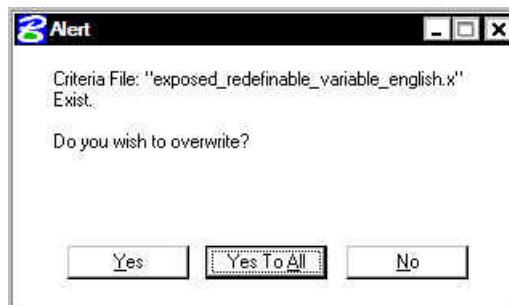 Alert
Criteria File: "exposed_redefinable_variable_english.x"
Exist.
Do you wish to overwrite?
Yes
Yes To All
No